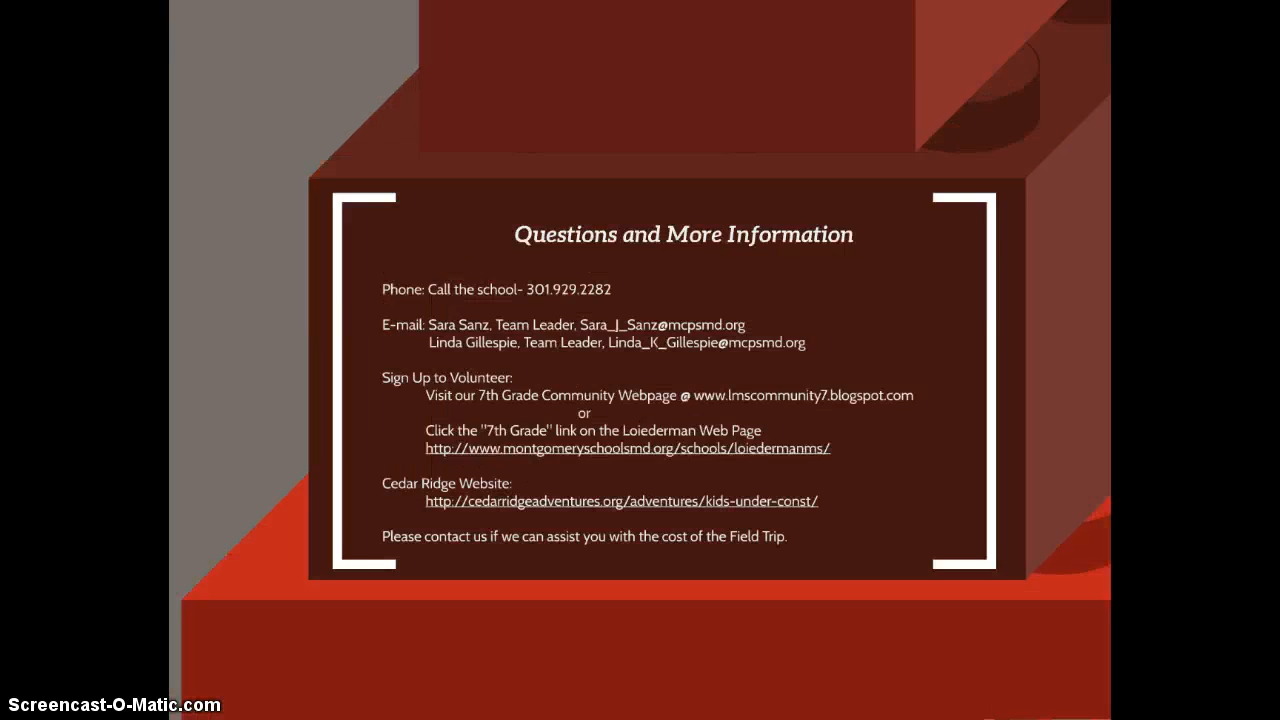 Questions and More Information
Phone: Call the school- 301.929.2282
E-mail: Sara Sanz, Team Leader, Sara_J_Sanz@mcpsmd.org
Linda Gillespie, Team Leader, Linda_K_Gillespie@mcpsmd.org
Sign Up to Volunteer:
Visit our 7th Grade Community Webpage @ www.lmscommunity7.blogspot.com
or
Click the "7th Grade" link on the Loiederman Web Page
http://www.montgomeryschoolsmd.org/schools/loiedermanms/
Cedar Ridge Website:
http://cedarridgeadventures.org/adventures/kids-under-const/
Please contact us if we can assist you with the cost of the Field Trip.
Screencast-O-Matic.com